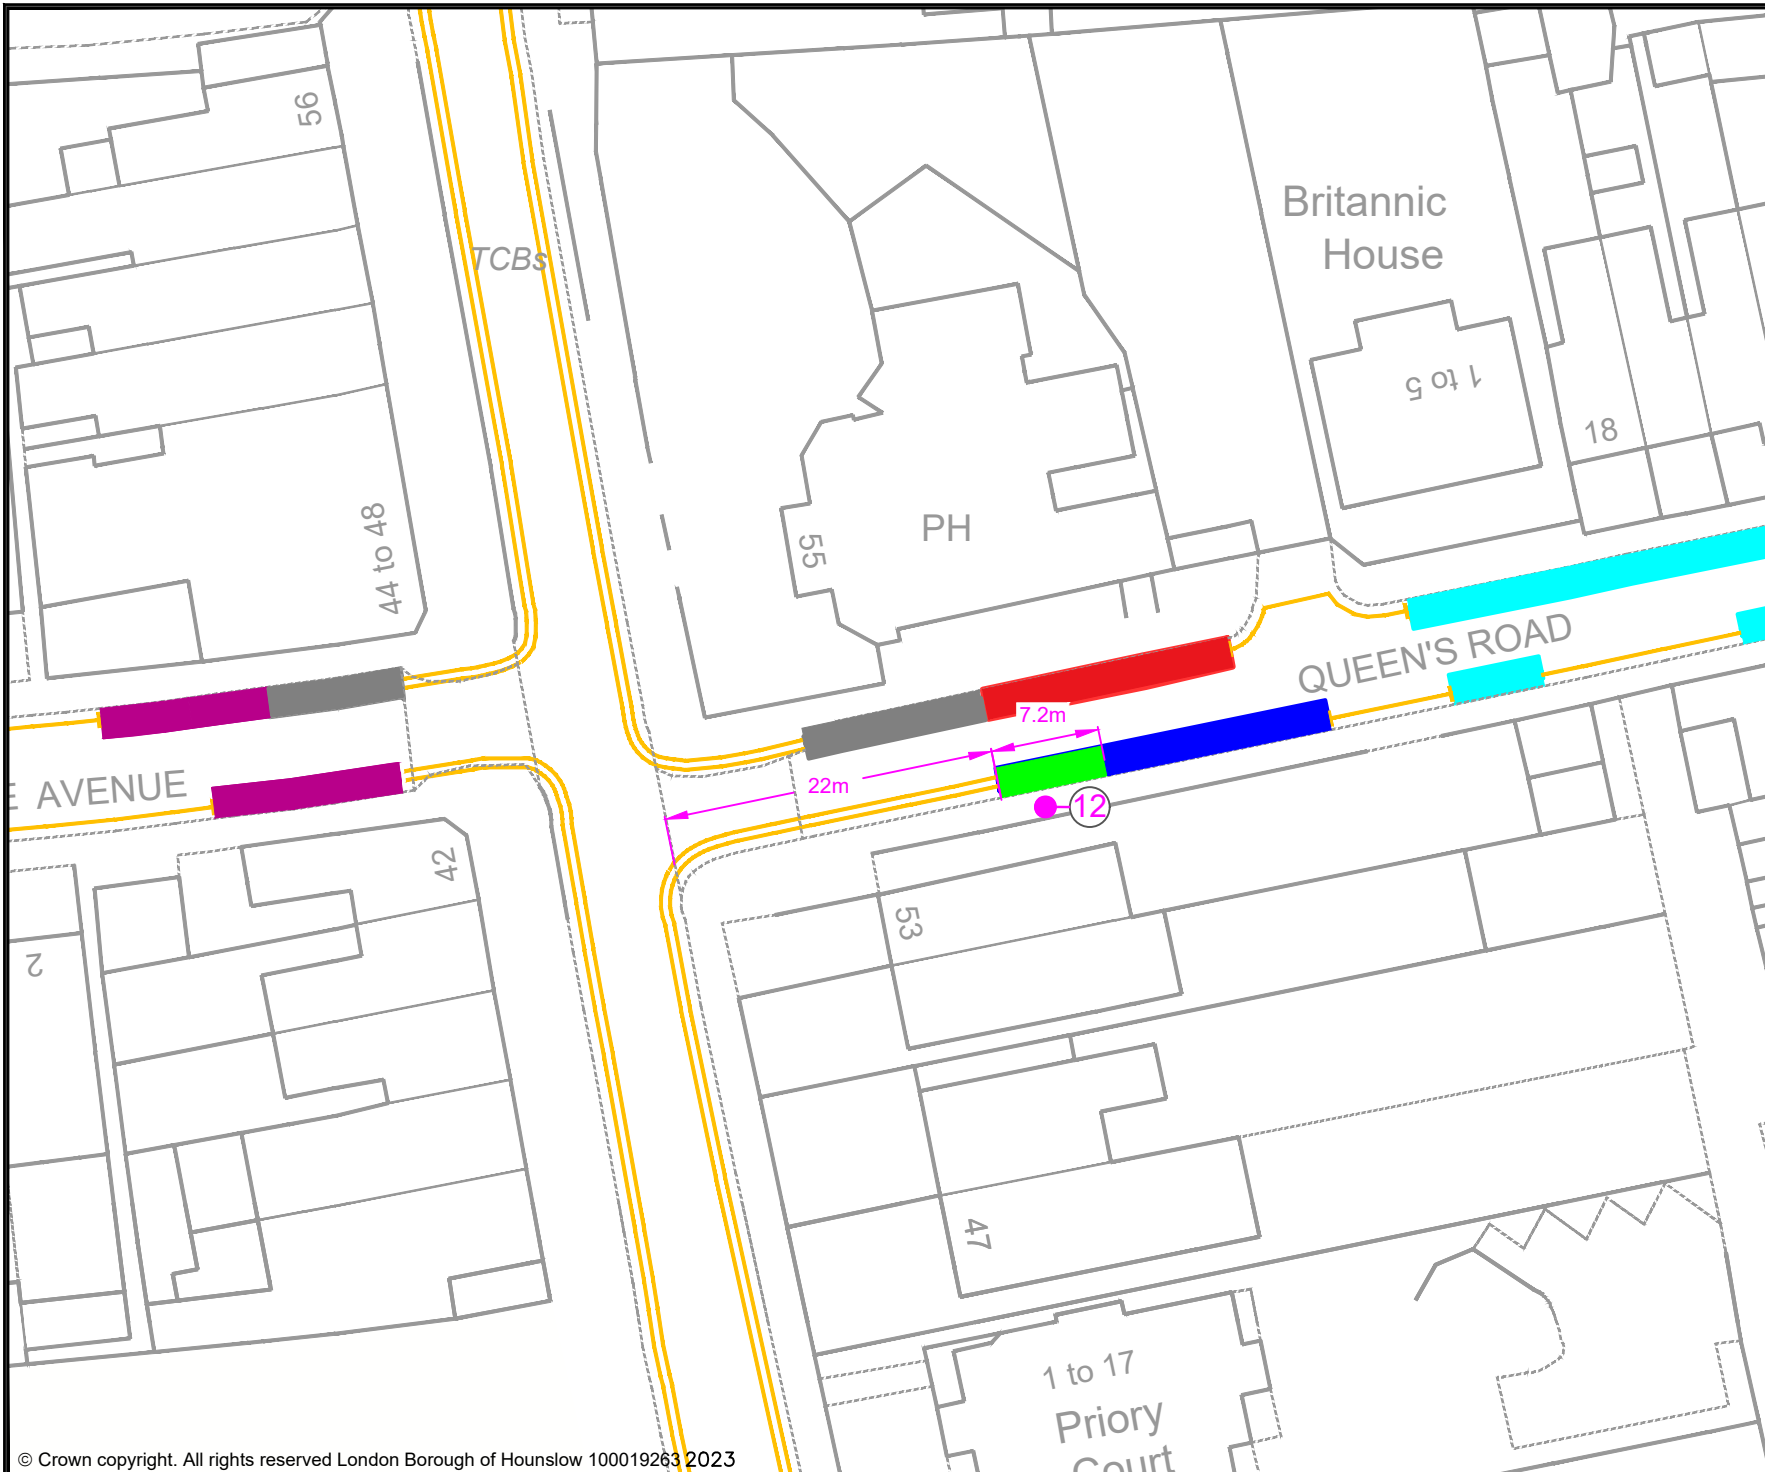 56
TCBs
Britannic
House
1 to 5
18
44 to 48
55
PH
QUEEN'S ROAD
7.2m
22m
12
E AVENUE
42
2
53
47
1 to 17
Priory
Court
© Crown copyright. All rights reserved London Borough of Hounslow 100019263 2023